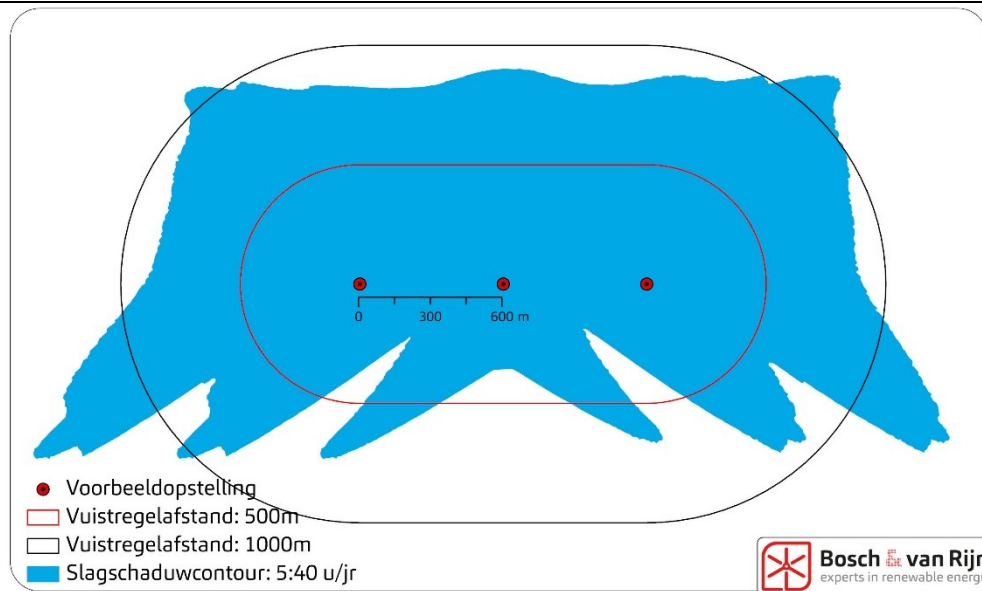 0 300 600 m
Voorbeeldopstelling
Vuistregelafstand: 500m
Vuistregelafstand: 1000m
Slagschaduwcontour: 5:40 u/jr
Bosch & van Rijn
experts in renewable energ